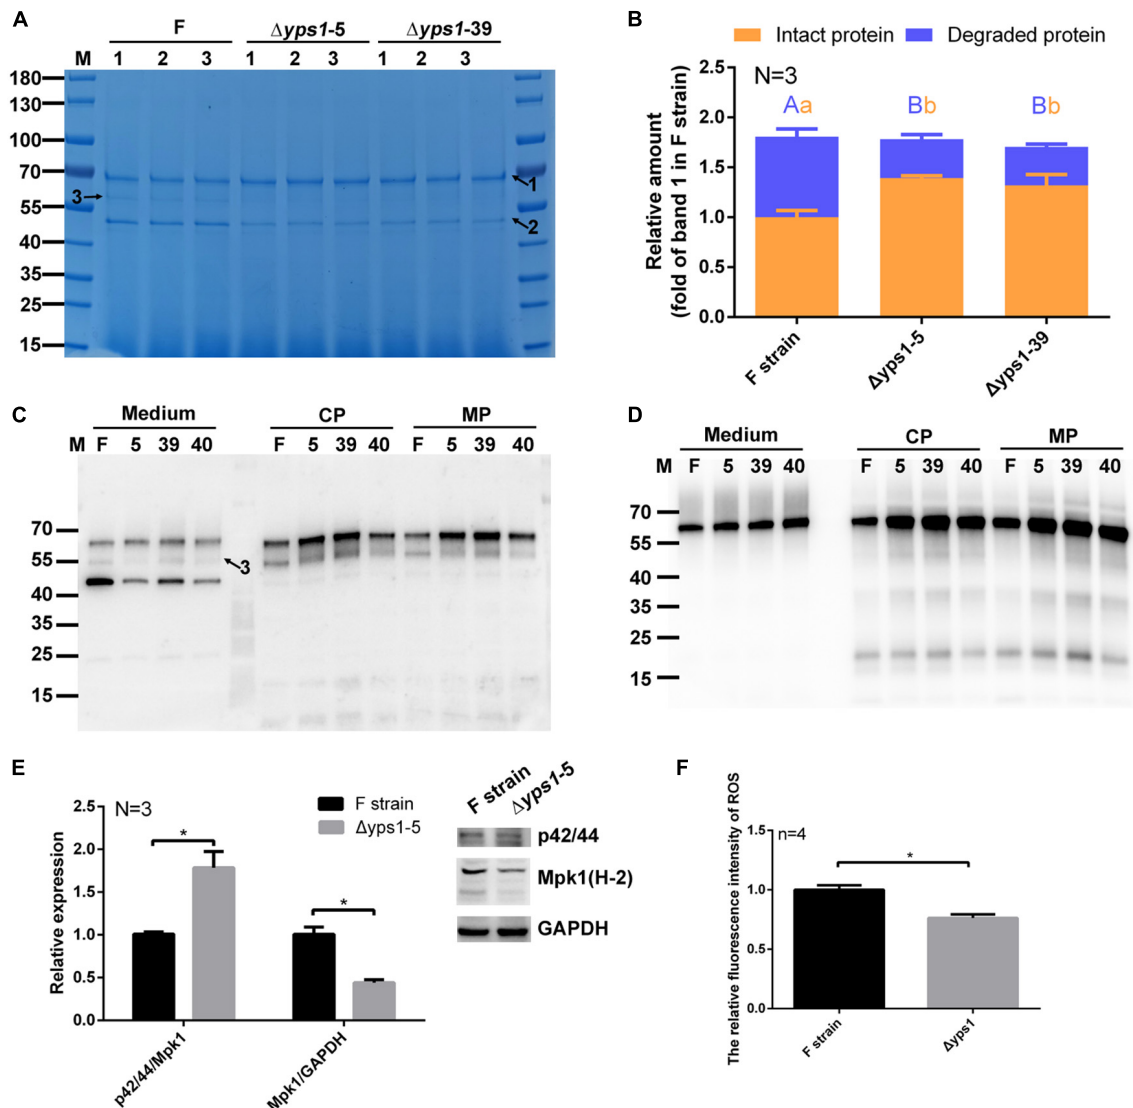 A
F
Δyps1-5
Δyps1-39
M 1 2 3 1 2 3 1 2 3
180
130
100
70
55
40
35
25
15
1
3
2
B
Intact protein
Degraded protein
N=3
Aa
Bb
Bb
Relative amount
(fold of band 1 in F strain)
2.5
2.0
1.5
1.0
0.5
0.0
F strain
Δyps1-5
Δyps1-39
C
Medium
CP
MP
M F 5 39 40 F 5 39 40 F 5 39 40
70
55
40
35
25
15
3
D
Medium
CP
MP
M F 5 39 40 F 5 39 40 F 5 39 40
70
55
40
35
25
15
E
N=3
F strain
Δyps1-5
*
*
Relative expression
2.5
2.0
1.5
1.0
0.5
0.0
p42/44/Mpk1
Mpk1/GAPDH
F strain
Δyps1-5
p42/44
Mpk1(H-2)
GAPDH
F
n=4
*
The relative fluorescence intensity of ROS
1.5
1.0
0.5
0.0
F strain
Δyps1